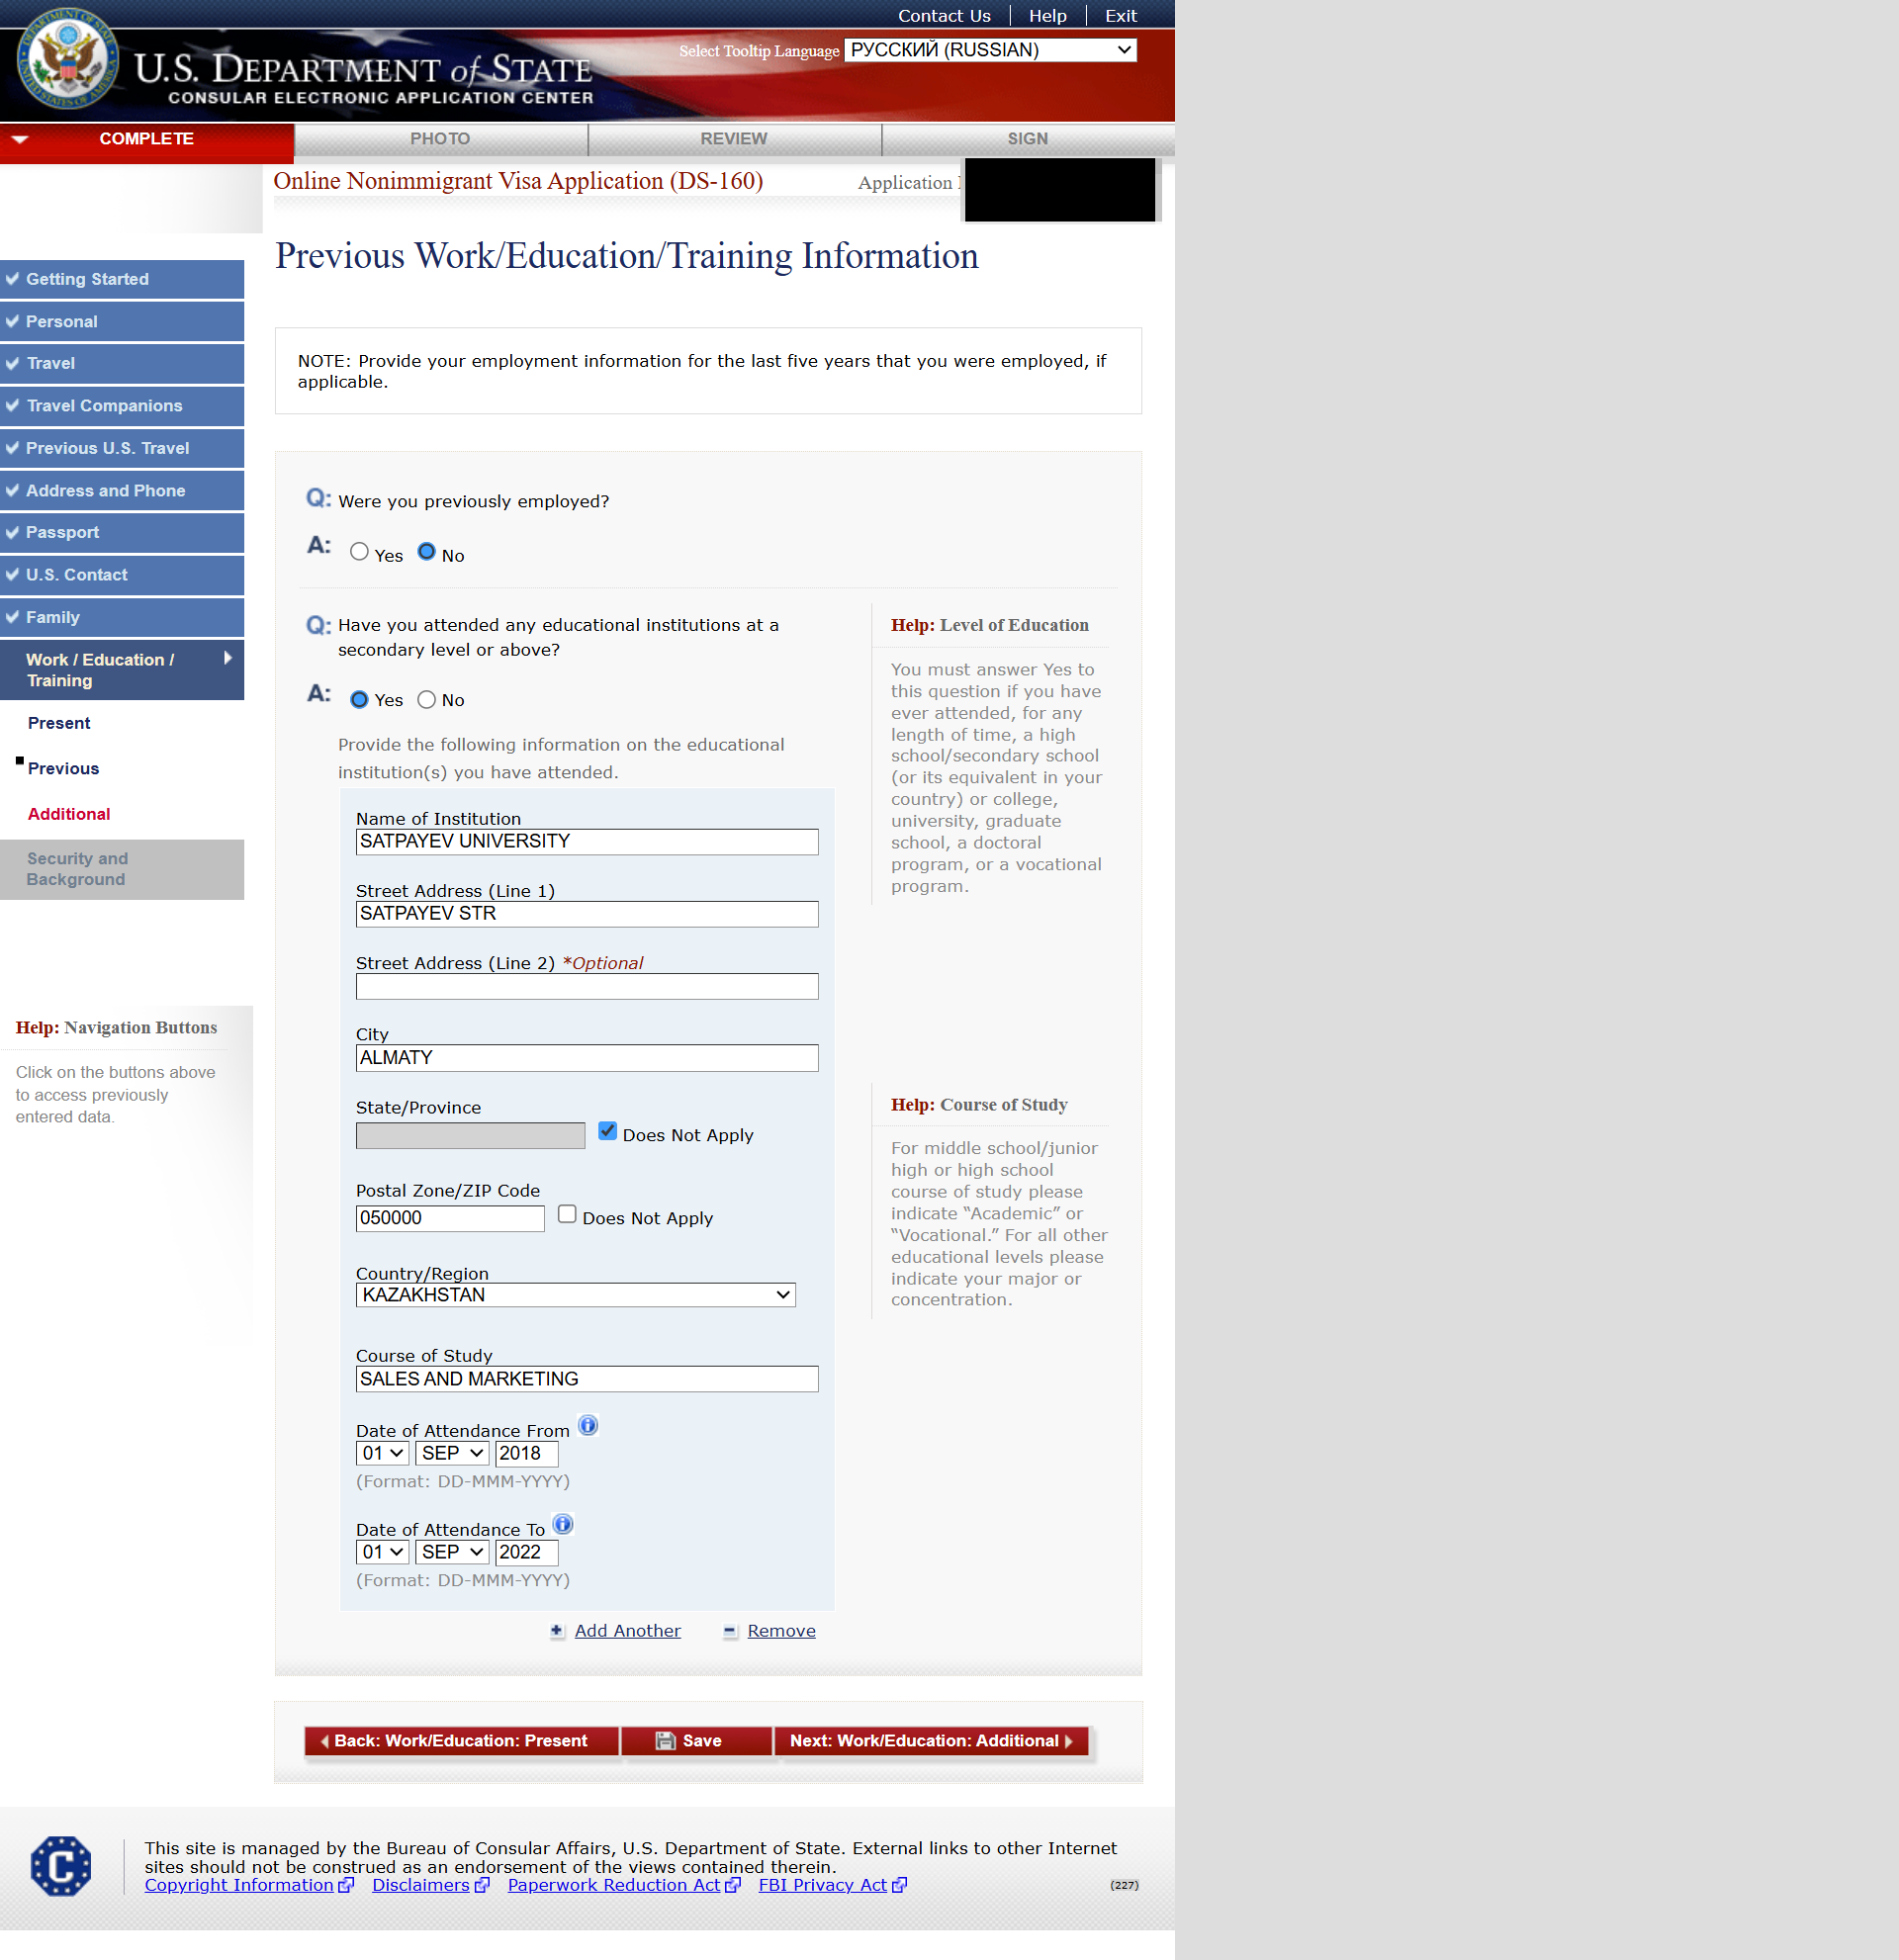 Contact Us
Help
Exit
U.S. DEPARTMENT of STATE
CONSULAR ELECTRONIC APPLICATION CENTER
Select Tooltip Language
РУССКИЙ (RUSSIAN)
COMPLETE
PHOTO
REVIEW
SIGN
Online Nonimmigrant Visa Application (DS-160)
Application
Previous Work/Education/Training Information
Getting Started
Personal
Travel
Travel Companions
Previous U.S. Travel
Address and Phone
Passport
U.S. Contact
Family
Work / Education /
Training
Present
Previous
Additional
Security and
Background
Help: Navigation Buttons
Click on the buttons above
to access previously
entered data.
NOTE: Provide your employment information for the last five years that you were employed, if
applicable.
Q: Were you previously employed?
A: Yes No
Q: Have you attended any educational institutions at a
secondary level or above?
A: Yes No
Provide the following information on the educational
institution(s) you have attended.
Name of Institution
SATPAYEV UNIVERSITY
Street Address (Line 1)
SATPAYEV STR
Street Address (Line 2) *Optional
City
ALMATY
State/Province
Does Not Apply
Postal Zone/ZIP Code
050000
Does Not Apply
Country/Region
KAZAKHSTAN
Course of Study
SALES AND MARKETING
Date of Attendance From
01 SEP 2018
(Format: DD-MMM-YYYY)
Date of Attendance To
01 SEP 2022
(Format: DD-MMM-YYYY)
Add Another
Remove
Help: Level of Education
You must answer Yes to
this question if you have
ever attended, for any
length of time, a high
school/secondary school
(or its equivalent in your
country) or college,
university, graduate
school, a doctoral
program, or a vocational
program.
Help: Course of Study
For middle school/junior
high or high school
course of study please
indicate “Academic” or
“Vocational.” For all other
educational levels please
indicate your major or
concentration.
Back: Work/Education: Present
Save
Next: Work/Education: Additional
C
This site is managed by the Bureau of Consular Affairs, U.S. Department of State. External links to other Internet
sites should not be construed as an endorsement of the views contained therein.
Copyright Information Disclaimers Paperwork Reduction Act FBI Privacy Act
(227)